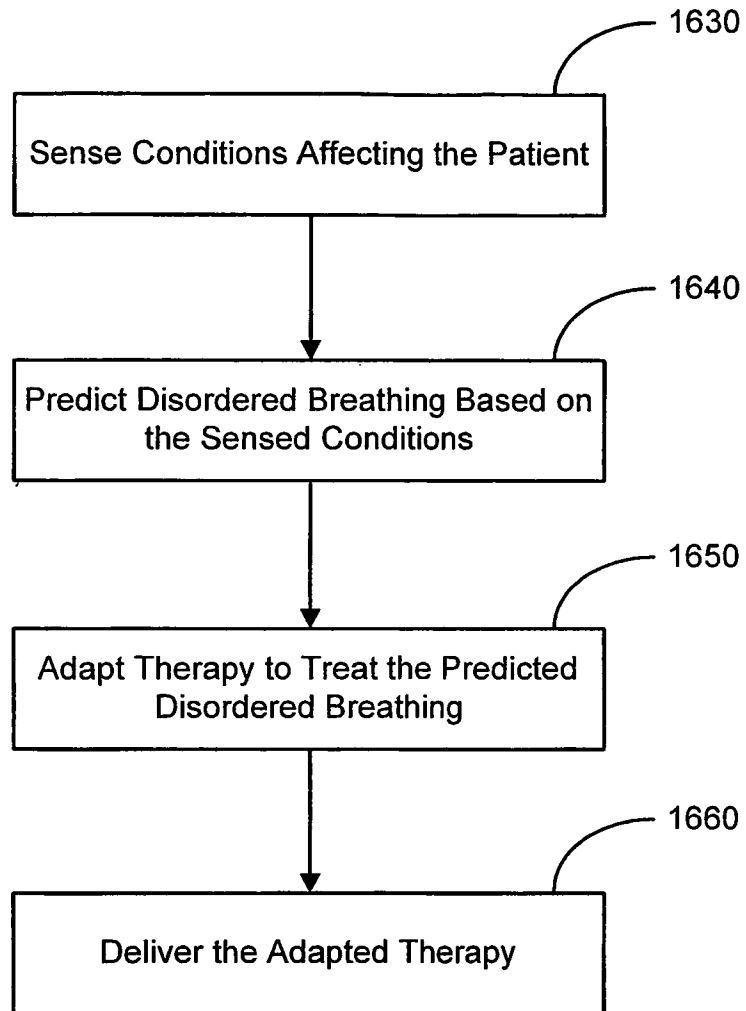 1630
Sense Conditions Affecting the Patient
1640
Predict Disordered Breathing Based on
the Sensed Conditions
1650
Adapt Therapy to Treat the Predicted
Disordered Breathing
1660
Deliver the Adapted Therapy